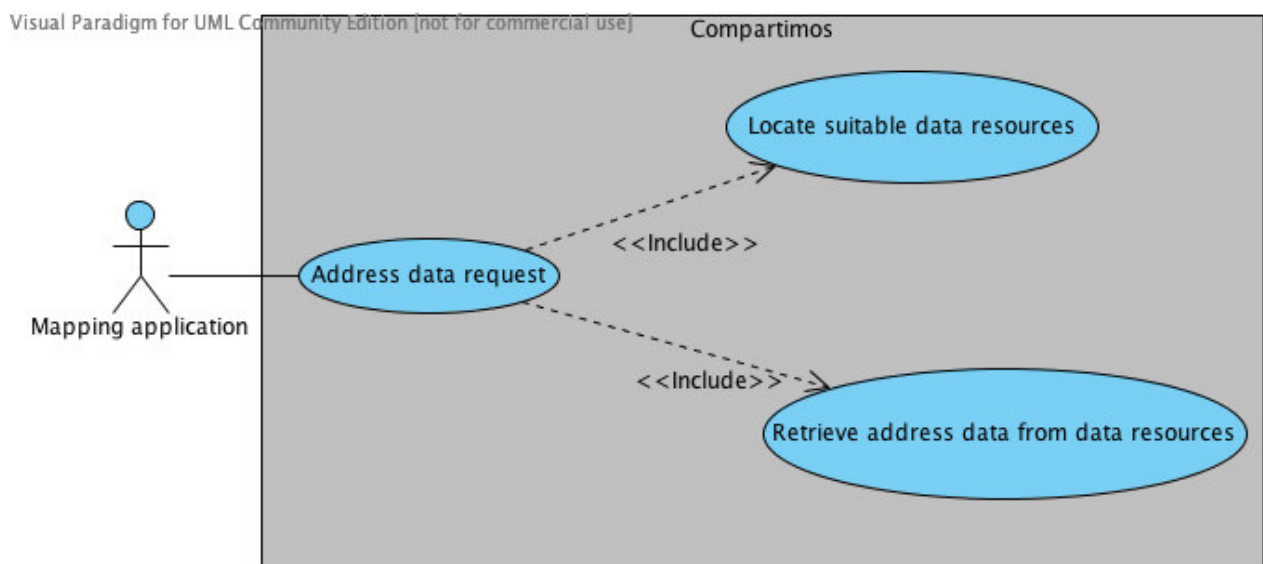 Visual Paradigm for UML Community Edition [not for commercial use]
Compartimos
Locate suitable data resources
<<Include>>
Address data request
Mapping application
<<Include>>
Retrieve address data from data resources